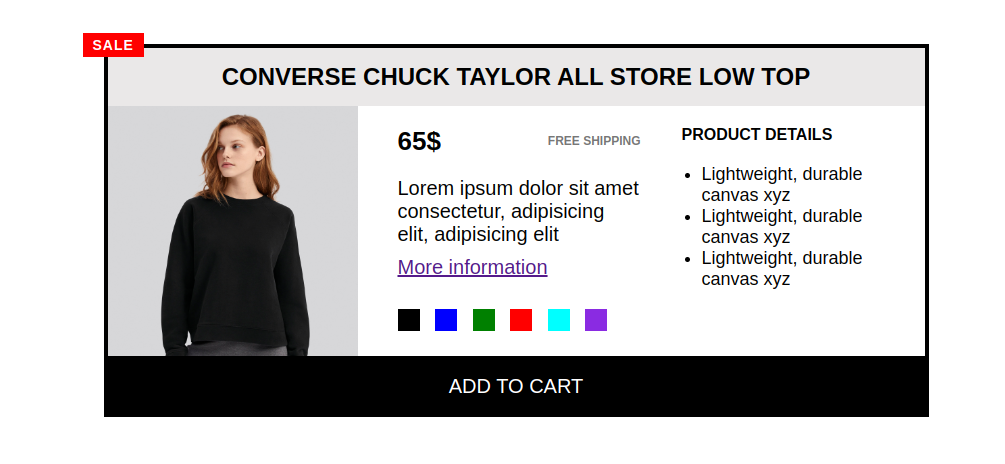 SALE
CONVERSE CHUCK TAYLOR ALL STORE LOW TOP
65$
FREE SHIPPING
Lorem ipsum dolor sit amet
consectetur, adipisicing
elit, adipisicing elit
More information
PRODUCT DETAILS
Lightweight, durable
canvas xyz
Lightweight, durable
canvas xyz
Lightweight, durable
canvas xyz
ADD TO CART